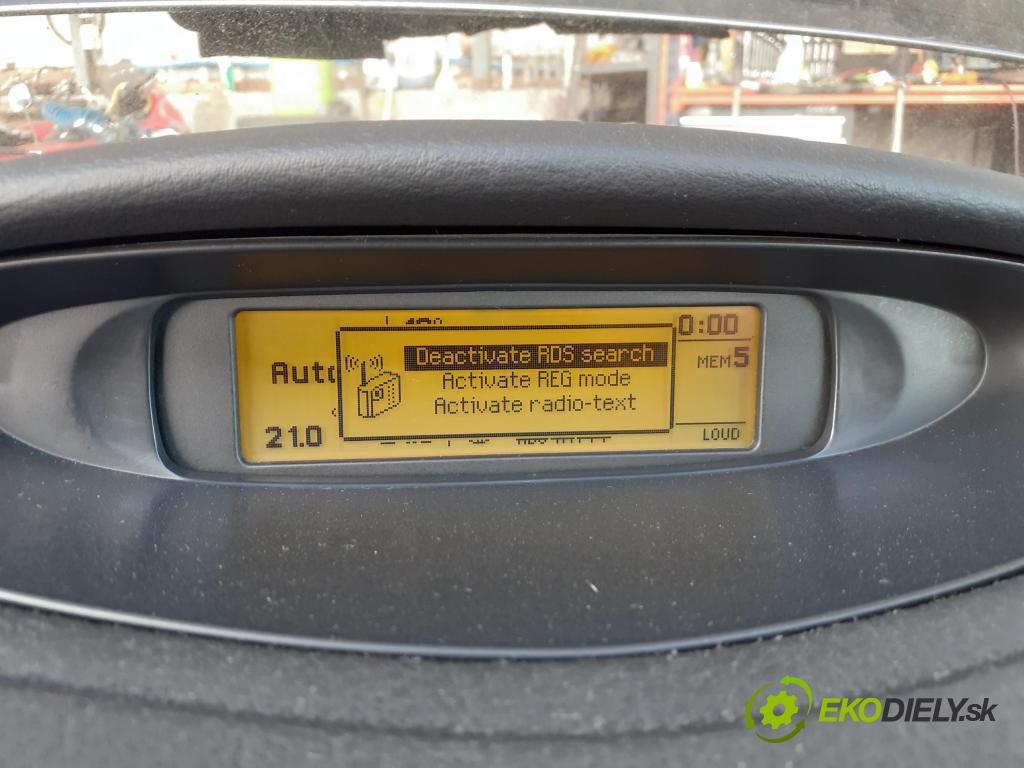 0:00
Deactivate RDS search
MEM 5
Activate REG mode
Activate radio-text
21.0
LOUD
EKODIELY.sk